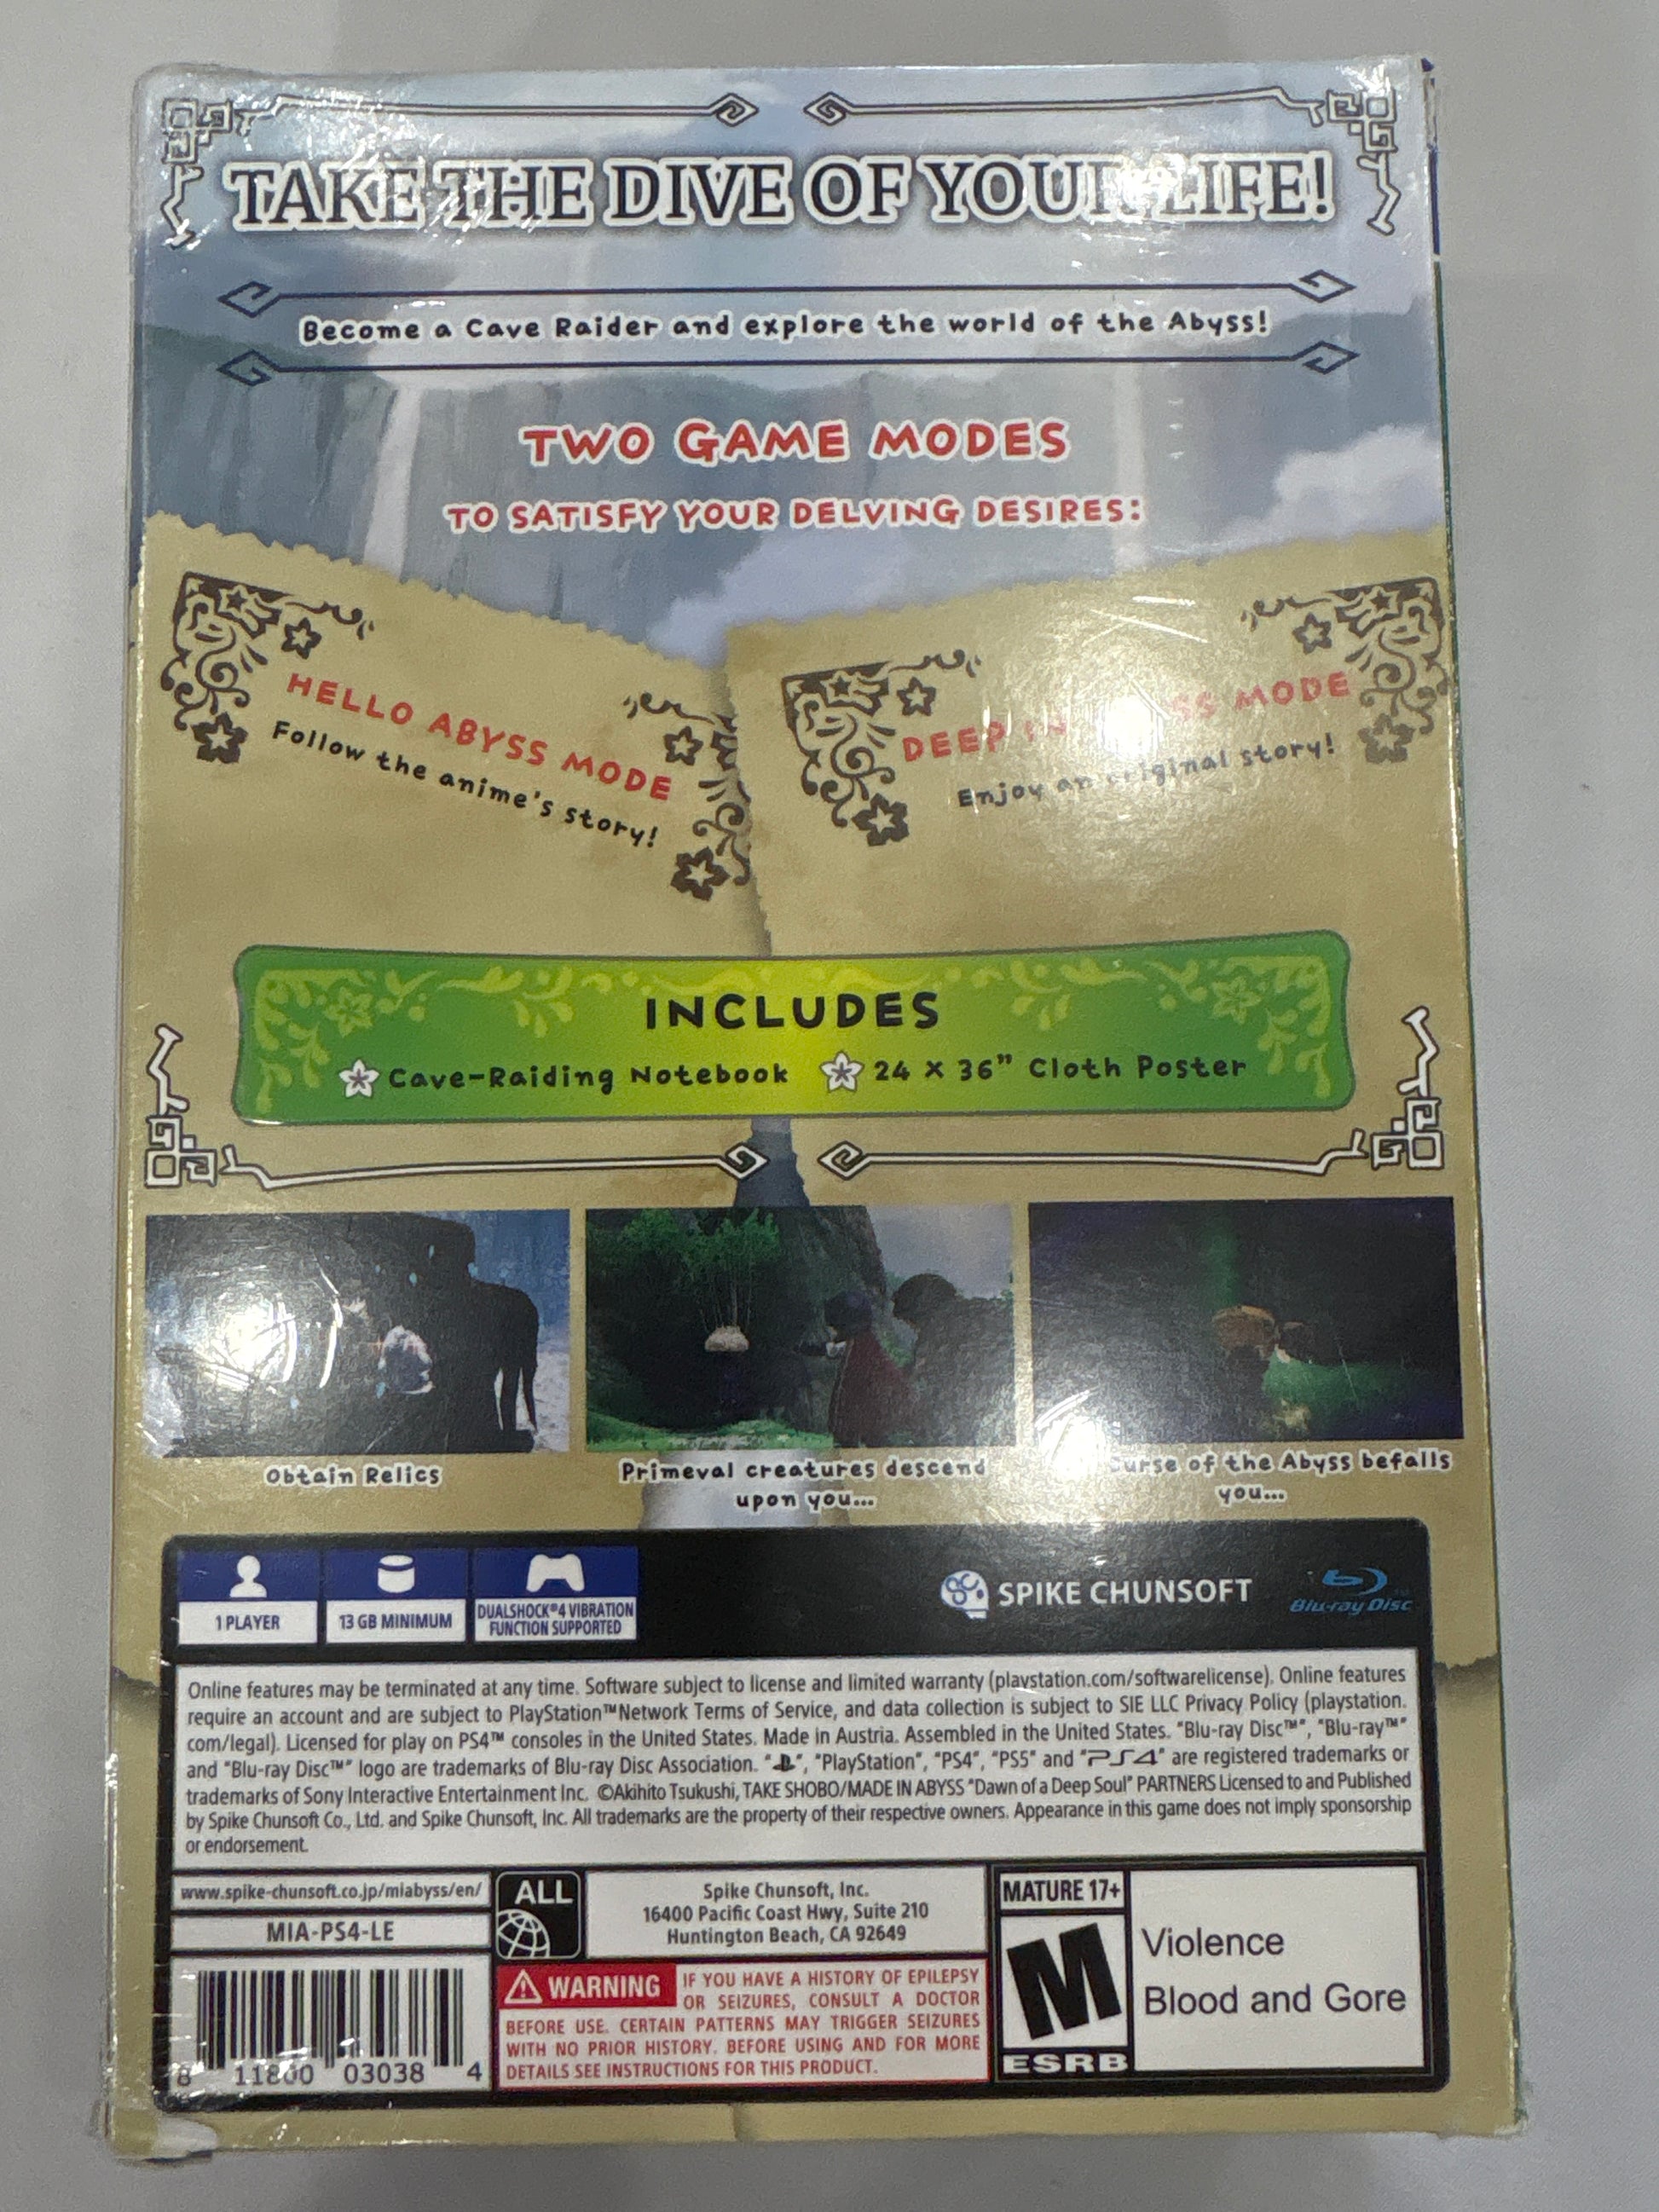 TAKE THE DIVE OF YOUR LIFE!
Become a Cave Raider and explore the world of the Abyss!
TWO GAME MODES
TO SATISFY YOUR DELVING DESIRES:
HELLO ABYSS MODE
Follow the anime's story!
DEEP IN ABYSS MODE
Enjoy an original story!
INCLUDES
Cave-Raiding Notebook 24 x 36" Cloth Poster
Obtain Relics
Primeval creatures descend
upon you...
Curse of the Abyss befalls
you...
1 PLAYER
13 GB MINIMUM
DUALSHOCK®4 VIBRATION
FUNCTION SUPPORTED
SPIKE CHUNSOFT
Blu-ray Disc
Online features may be terminated at any time. Software subject to license and limited warranty (playstation.com/softwarelicense). Online features
require an account and are subject to PlayStation™Network Terms of Service, and data collection is subject to SIE LLC Privacy Policy (playstation.
com/legal). Licensed for play on PS4™ consoles in the United States. Made in Austria. Assembled in the United States. "Blu-ray Disc™", "Blu-ray™"
and "Blu-ray Disc™" logo are trademarks of Blu-ray Disc Association. "PS", "PlayStation", "PS4", "PS5" and "PS4" are registered trademarks or
trademarks of Sony Interactive Entertainment Inc. ©Akihito Tsukushi, TAKE SHOBO/MADE IN ABYSS "Dawn of a Deep Soul" PARTNERS Licensed to and Published
by Spike Chunsoft Co., Ltd. and Spike Chunsoft, Inc. All trademarks are the property of their respective owners. Appearance in this game does not imply sponsorship
or endorsement.
www.spike-chunsoft.co.jp/miabyss/en/
MIA-PS4-LE
8 11800 03038 4
ALL
Spike Chunsoft, Inc.
16400 Pacific Coast Hwy, Suite 210
Huntington Beach, CA 92649
WARNING IF YOU HAVE A HISTORY OF EPILEPSY
OR SEIZURES, CONSULT A DOCTOR
BEFORE USE. CERTAIN PATTERNS MAY TRIGGER SEIZURES
WITH NO PRIOR HISTORY. BEFORE USING AND FOR MORE
DETAILS SEE INSTRUCTIONS FOR THIS PRODUCT.
MATURE 17+
M
ESRB
Violence
Blood and Gore